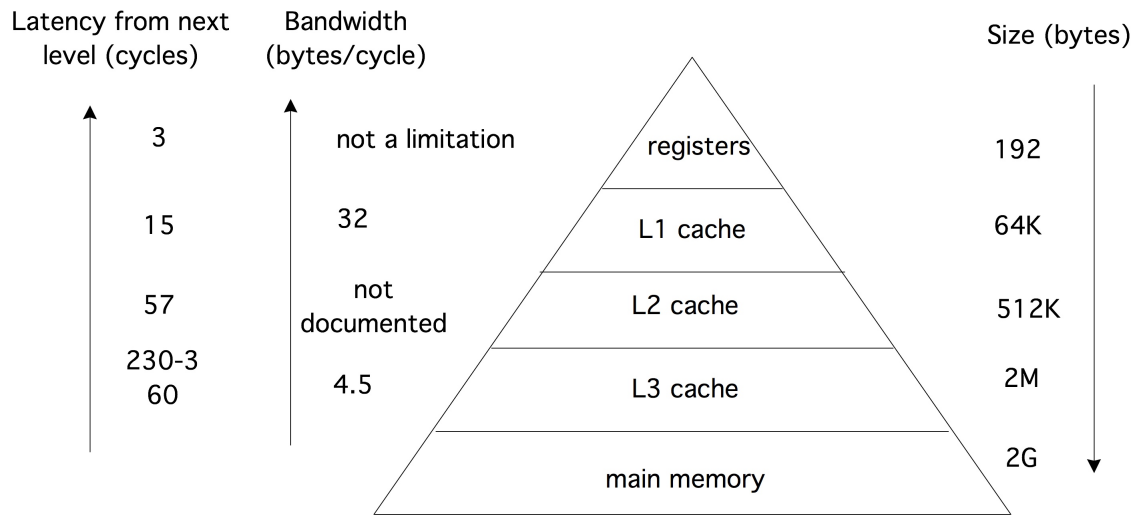 Latency from next
level (cycles)
Bandwidth
(bytes/cycle)
Size (bytes)
3
not a limitation
registers
192
15
32
L1 cache
64K
57
not
documented
L2 cache
512K
230-3
60
4.5
L3 cache
2M
main memory
2G